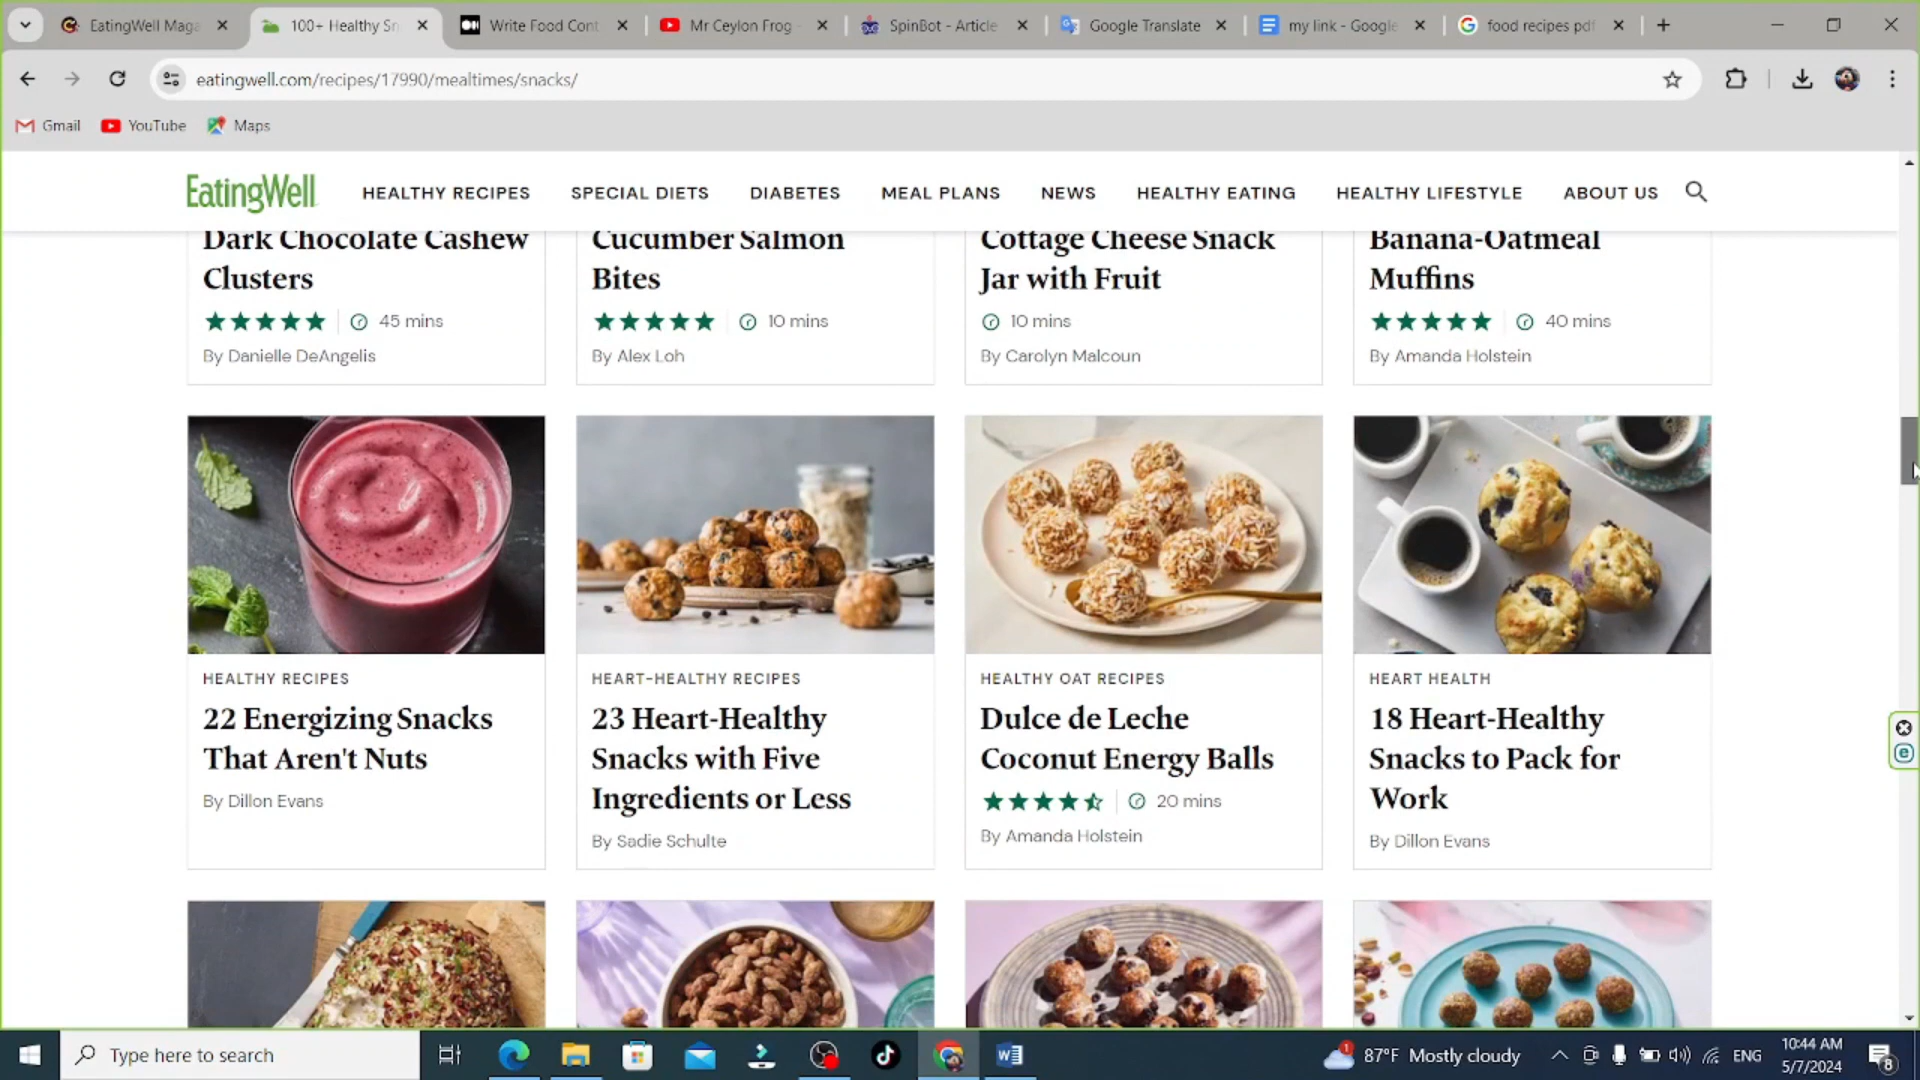 EatingWell Maga
100+ Healthy Sn
Write Food Cont
Mr Ceylon Frog -
SpinBot - Article
Google Translate
my link - Google
food recipes pdf
eatingwell.com/recipes/17990/mealtimes/snacks/
Gmail
YouTube
Maps
EatingWell
HEALTHY RECIPES
SPECIAL DIETS
DIABETES
MEAL PLANS
NEWS
HEALTHY EATING
HEALTHY LIFESTYLE
ABOUT US
Dark Chocolate Cashew
Clusters
45 mins
By Danielle DeAngelis
Cucumber Salmon
Bites
10 mins
By Alex Loh
Cottage Cheese Snack
Jar with Fruit
10 mins
By Carolyn Malcoun
Banana-Oatmeal
Muffins
40 mins
By Amanda Holstein
HEALTHY RECIPES
22 Energizing Snacks
That Aren't Nuts
By Dillon Evans
HEART-HEALTHY RECIPES
23 Heart-Healthy
Snacks with Five
Ingredients or Less
By Sadie Schulte
HEALTHY OAT RECIPES
Dulce de Leche
Coconut Energy Balls
20 mins
By Amanda Holstein
HEART HEALTH
18 Heart-Healthy
Snacks to Pack for
Work
By Dillon Evans
Type here to search
1
87°F Mostly cloudy
ENG
10:44 AM
5/7/2024
8